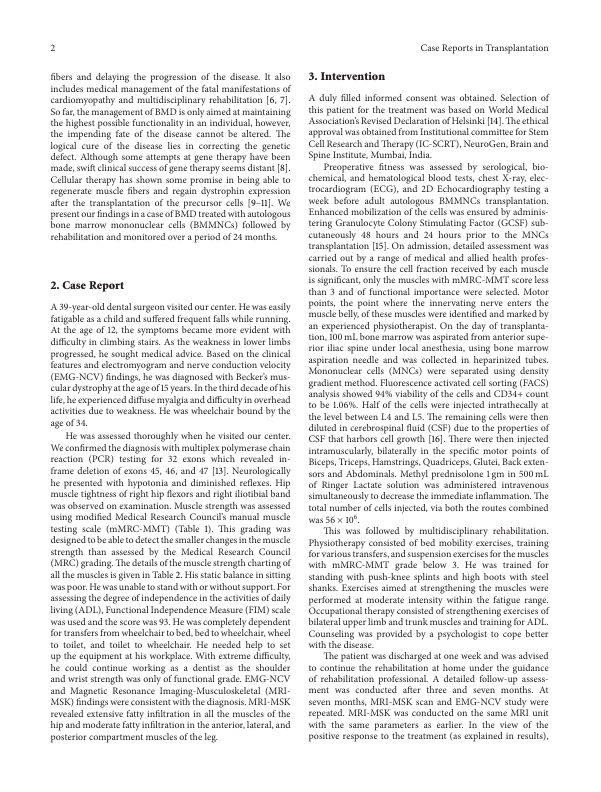 2
Case Reports in Transplantation
fibers and delaying the progression of the disease. It also
includes medical management of the fatal manifestations of
cardiomyopathy and multidisciplinary rehabilitation [6, 7].
So far, the management of BMD is only aimed at maintaining
the highest possible functionality in an individual, however,
the impending fate of the disease cannot be altered. The
logical cure of the disease lies in correcting the genetic
defect. Although some attempts at gene therapy have been
made, swift clinical success of gene therapy seems distant [8].
Cellular therapy has shown some promise in being able to
regenerate muscle fibers and regain dystrophin expression
after the transplantation of the precursor cells [9–11]. We
present our findings in a case of BMD treated with autologous
bone marrow mononuclear cells (BMMNCs) followed by
rehabilitation and monitored over a period of 24 months.
2. Case Report
A 39-year-old dental surgeon visited our center. He was easily
fatigable as a child and suffered frequent falls while running.
At the age of 12, the symptoms became more evident with
difficulty in climbing stairs. As the weakness in lower limbs
progressed, he sought medical advice. Based on the clinical
features and electromyogram and nerve conduction velocity
(EMG-NCV) findings, he was diagnosed with Becker's mus-
cular dystrophy at the age of 15 years. In the third decade of his
life, he experienced diffuse myalgia and difficulty in overhead
activities due to weakness. He was wheelchair bound by the
age of 34.
He was assessed thoroughly when he visited our center.
We confirmed the diagnosis with multiplex polymerase chain
reaction (PCR) testing for 32 exons which revealed in-
frame deletion of exons 45, 46, and 47 [13]. Neurologically
he presented with hypotonia and diminished reflexes. Hip
muscle tightness of right hip flexors and right iliotibial band
was observed on examination. Muscle strength was assessed
using modified Medical Research Council's manual muscle
testing scale (mMRC-MMT) (Table 1). This grading was
designed to be able to detect the smaller changes in the muscle
strength than assessed by the Medical Research Council
(MRC) grading. The details of the muscle strength charting of
all the muscles is given in Table 2. His static balance in sitting
was poor. He was unable to stand with or without support. For
assessing the degree of independence in the activities of daily
living (ADL), Functional Independence Measure (FIM) scale
was used and the score was 93. He was completely dependent
for transfers from wheelchair to bed, bed to wheelchair, wheel
to toilet, and toilet to wheelchair. He needed help to set
up the equipment at his workplace. With extreme difficulty,
he could continue working as a dentist as the shoulder
and wrist strength was only of functional grade. EMG-NCV
and Magnetic Resonance Imaging-Musculoskeletal (MRI-
MSK) findings were consistent with the diagnosis. MRI-MSK
revealed extensive fatty infiltration in all the muscles of the
hip and moderate fatty infiltration in the anterior, lateral, and
posterior compartment muscles of the leg.
3. Intervention
A duly filled informed consent was obtained. Selection of
this patient for the treatment was based on World Medical
Association's Revised Declaration of Helsinki [14]. The ethical
approval was obtained from Institutional committee for Stem
Cell Research and Therapy (IC-SCRT), NeuroGen, Brain and
Spine Institute, Mumbai, India.
Preoperative fitness was assessed by serological, bio-
chemical, and hematological blood tests, chest X-ray, elec-
trocardiogram (ECG), and 2D Echocardiography testing a
week before adult autologous BMMNCs transplantation.
Enhanced mobilization of the cells was ensured by adminis-
tering Granulocyte Colony Stimulating Factor (GCSF) sub-
cutaneously 48 hours and 24 hours prior to the MNCs
transplantation [15]. On admission, detailed assessment was
carried out by a range of medical and allied health profes-
sionals. To ensure the cell fraction received by each muscle
is significant, only the muscles with mMRC-MMT score less
than 3 and of functional importance were selected. Motor
points, the point where the innervating nerve enters the
muscle belly, of these muscles were identified and marked by
an experienced physiotherapist. On the day of transplanta-
tion, 100 mL bone marrow was aspirated from anterior supe-
rior iliac spine under local anesthesia, using bone marrow
aspiration needle and was collected in heparinized tubes.
Mononuclear cells (MNCs) were separated using density
gradient method. Fluorescence activated cell sorting (FACS)
analysis showed 94% viability of the cells and CD34+ count
to be 1.06%. Half of the cells were injected intrathecally at
the level between L4 and L5. The remaining cells were then
diluted in cerebrospinal fluid (CSF) due to the properties of
CSF that harbors cell growth [16]. There were then injected
intramuscularly, bilaterally in the specific motor points of
Biceps, Triceps, Hamstrings, Quadriceps, Glutei, Back exten-
sors and Abdominals. Methyl prednisolone 1 gm in 500 mL
of Ringer Lactate solution was administered intravenous
simultaneously to decrease the immediate inflammation. The
total number of cells injected, via both the routes combined
was 56 × 10⁶.
This was followed by multidisciplinary rehabilitation.
Physiotherapy consisted of bed mobility exercises, training
for various transfers, and suspension exercises for the muscles
with mMRC-MMT grade below 3. He was trained for
standing with push-knee splints and high boots with steel
shanks. Exercises aimed at strengthening the muscles were
performed at moderate intensity within the fatigue range.
Occupational therapy consisted of strengthening exercises of
bilateral upper limb and trunk muscles and training for ADL.
Counseling was provided by a psychologist to cope better
with the disease.
The patient was discharged at one week and was advised
to continue the rehabilitation at home under the guidance
of rehabilitation professional. A detailed follow-up assess-
ment was conducted after three and seven months. At
seven months, MRI-MSK scan and EMG-NCV study were
repeated. MRI-MSK was conducted on the same MRI unit
with the same parameters as earlier. In the view of the
positive response to the treatment (as explained in results),